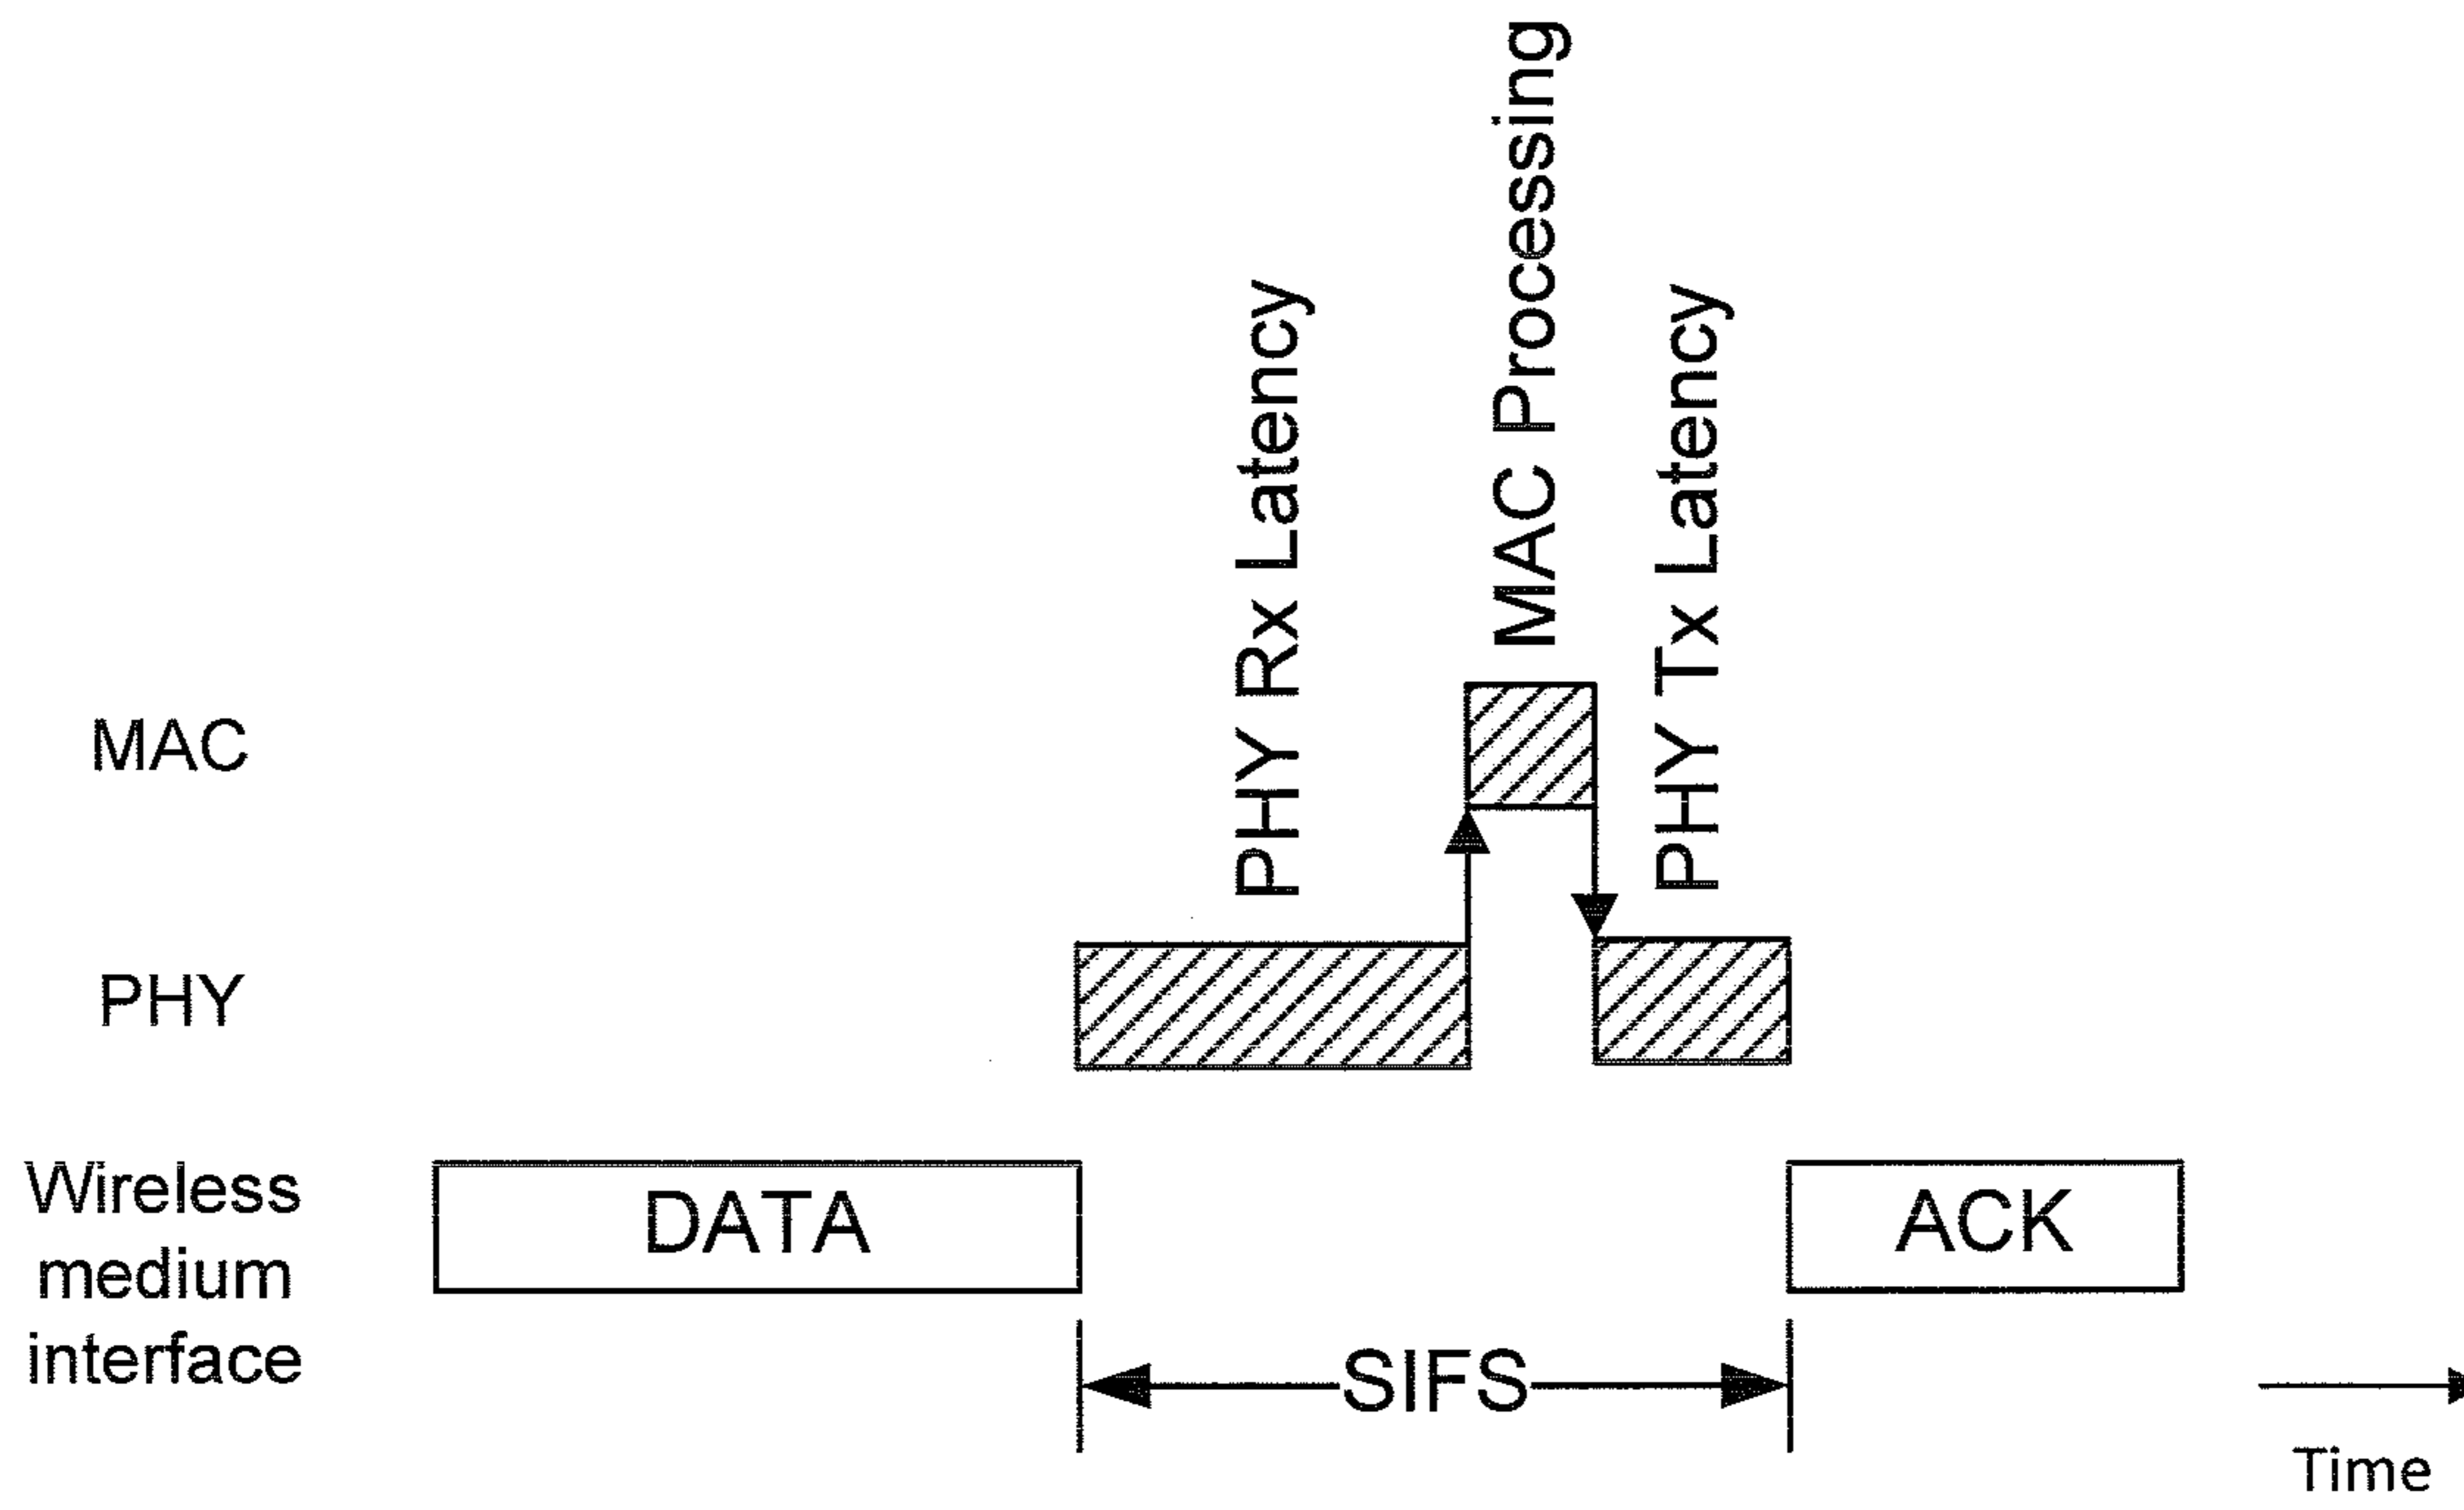 MAC Processing
PHY Rx Latency
PHY Tx Latency
MAC
PHY
Wireless
medium
interface
DATA
ACK
SIFS
Time